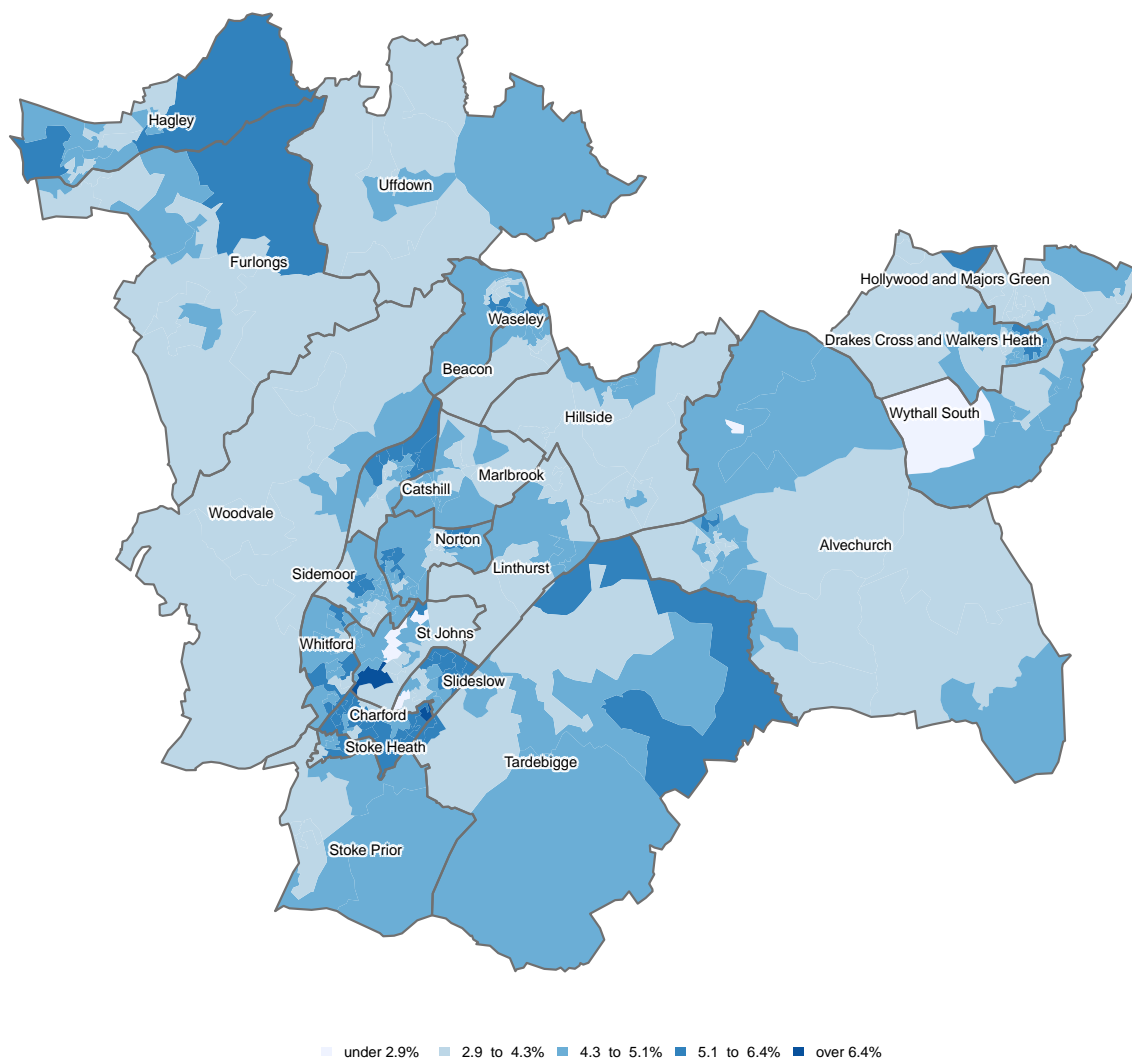 Hagley
Uffdown
Furlongs
Hollywood and Majors Green
Waseley
Drakes Cross and Walkers Heath
Beacon
Wythall South
Hillside
Marlbrook
Catshill
Woodvale
Norton
Alvechurch
Linthurst
Sidemoor
St Johns
Whitford
Slideslow
Charford
Stoke Heath
Tardebigge
Stoke Prior
under 2.9% 2.9 to 4.3% 4.3 to 5.1% 5.1 to 6.4% over 6.4%